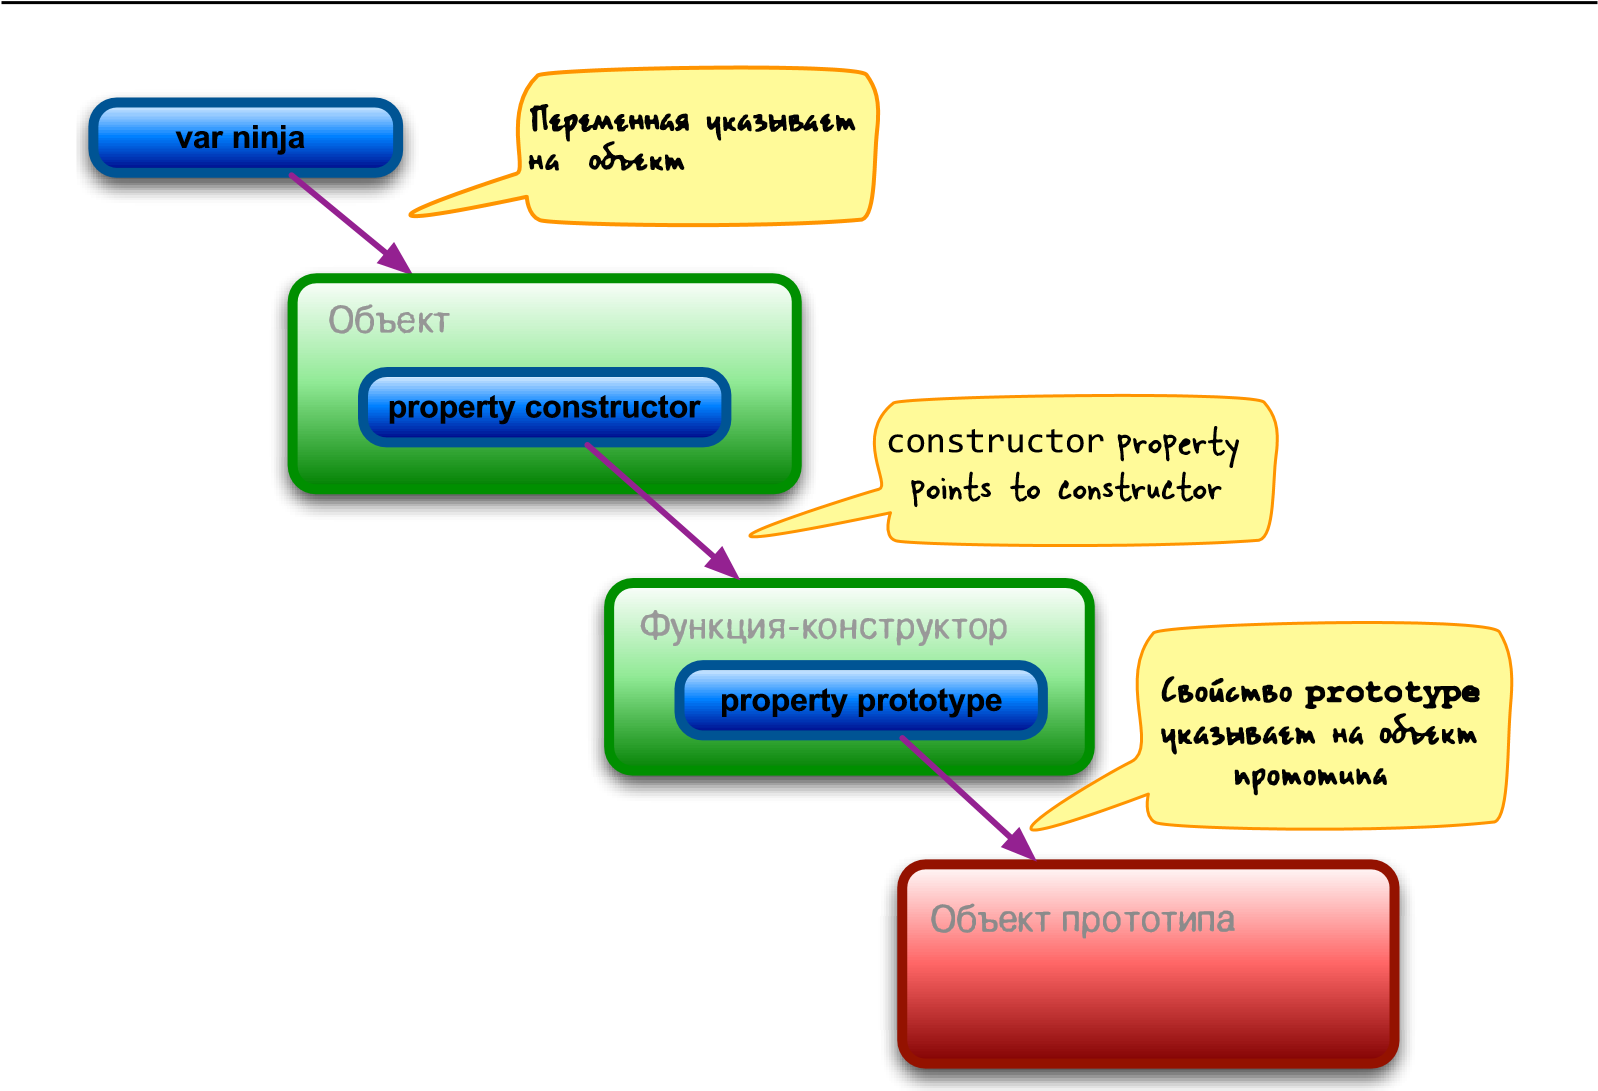 var ninja
Переменная указывает
на объект
Объект
property constructor
constructor property
points to constructor
Функция-конструктор
property prototype
Свойство prototype
указывает на объект
прототипа
Объект прототипа